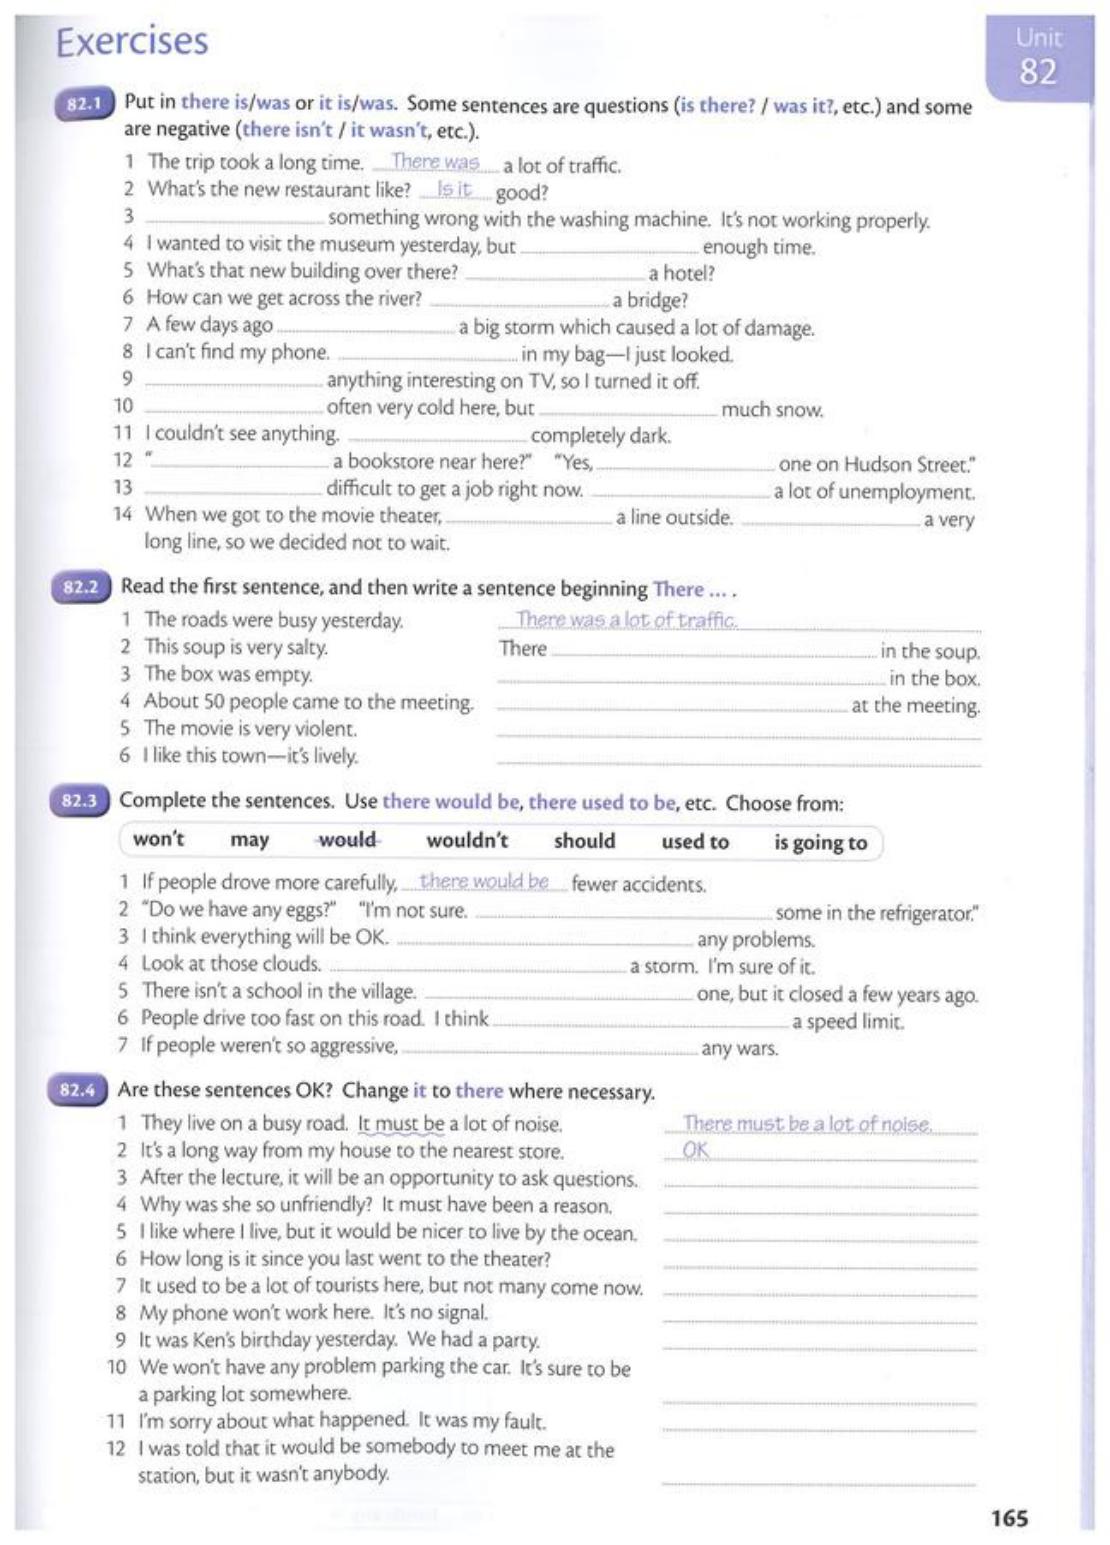 Exercises
Unit
82
82.1 Put in there is/was or it is/was. Some sentences are questions (is there? / was it?, etc.) and some
are negative (there isn't / it wasn't, etc.).
1 The trip took a long time. There was a lot of traffic.
2 What's the new restaurant like? Is it good?
3 something wrong with the washing machine. It's not working properly.
4 I wanted to visit the museum yesterday, but enough time.
5 What's that new building over there? a hotel?
6 How can we get across the river? a bridge?
7 A few days ago a big storm which caused a lot of damage.
8 I can't find my phone. in my bag—I just looked.
9 anything interesting on TV, so I turned it off.
10 often very cold here, but much snow.
11 I couldn't see anything. completely dark.
12 " a bookstore near here?" "Yes, one on Hudson Street."
13 difficult to get a job right now. a lot of unemployment.
14 When we got to the movie theater, a line outside. a very
long line, so we decided not to wait.
82.2 Read the first sentence, and then write a sentence beginning There ... .
1 The roads were busy yesterday. There was a lot of traffic.
2 This soup is very salty. There in the soup.
3 The box was empty. in the box.
4 About 50 people came to the meeting. at the meeting.
5 The movie is very violent.
6 I like this town—it's lively.
82.3 Complete the sentences. Use there would be, there used to be, etc. Choose from:
won't may would wouldn't should used to is going to
1 If people drove more carefully, there would be fewer accidents.
2 "Do we have any eggs?" "I'm not sure. some in the refrigerator."
3 I think everything will be OK. any problems.
4 Look at those clouds. a storm. I'm sure of it.
5 There isn't a school in the village. one, but it closed a few years ago.
6 People drive too fast on this road. I think a speed limit.
7 If people weren't so aggressive, any wars.
82.4 Are these sentences OK? Change it to there where necessary.
1 They live on a busy road. It must be a lot of noise. There must be a lot of noise.
2 It's a long way from my house to the nearest store. OK
3 After the lecture, it will be an opportunity to ask questions.
4 Why was she so unfriendly? It must have been a reason.
5 I like where I live, but it would be nicer to live by the ocean.
6 How long is it since you last went to the theater?
7 It used to be a lot of tourists here, but not many come now.
8 My phone won't work here. It's no signal.
9 It was Ken's birthday yesterday. We had a party.
10 We won't have any problem parking the car. It's sure to be
a parking lot somewhere.
11 I'm sorry about what happened. It was my fault.
12 I was told that it would be somebody to meet me at the
station, but it wasn't anybody.
165